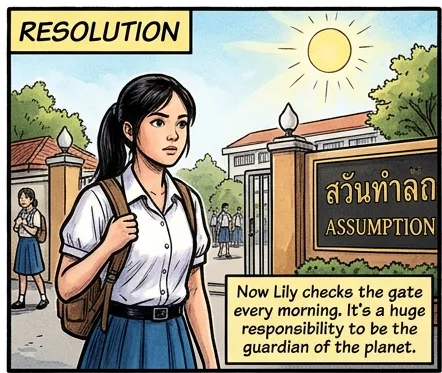 RESOLUTION
สวันทำลถ
ASSUMPTION
Now Lily checks the gate
every morning. It's a huge
responsibility to be the
guardian of the planet.